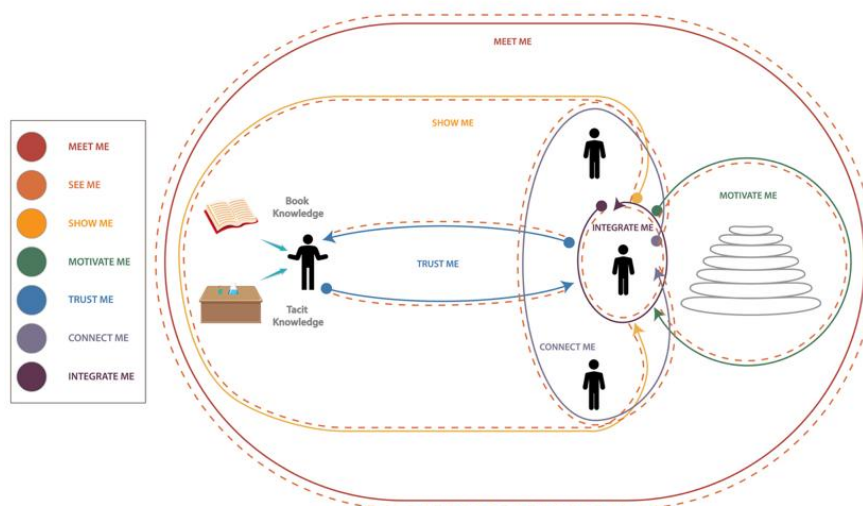 MEET ME
SEE ME
SHOW ME
MOTIVATE ME
TRUST ME
CONNECT ME
INTEGRATE ME
MEET ME
SHOW ME
Book
Knowledge
TRUST ME
Tacit
Knowledge
INTEGRATE ME
CONNECT ME
MOTIVATE ME